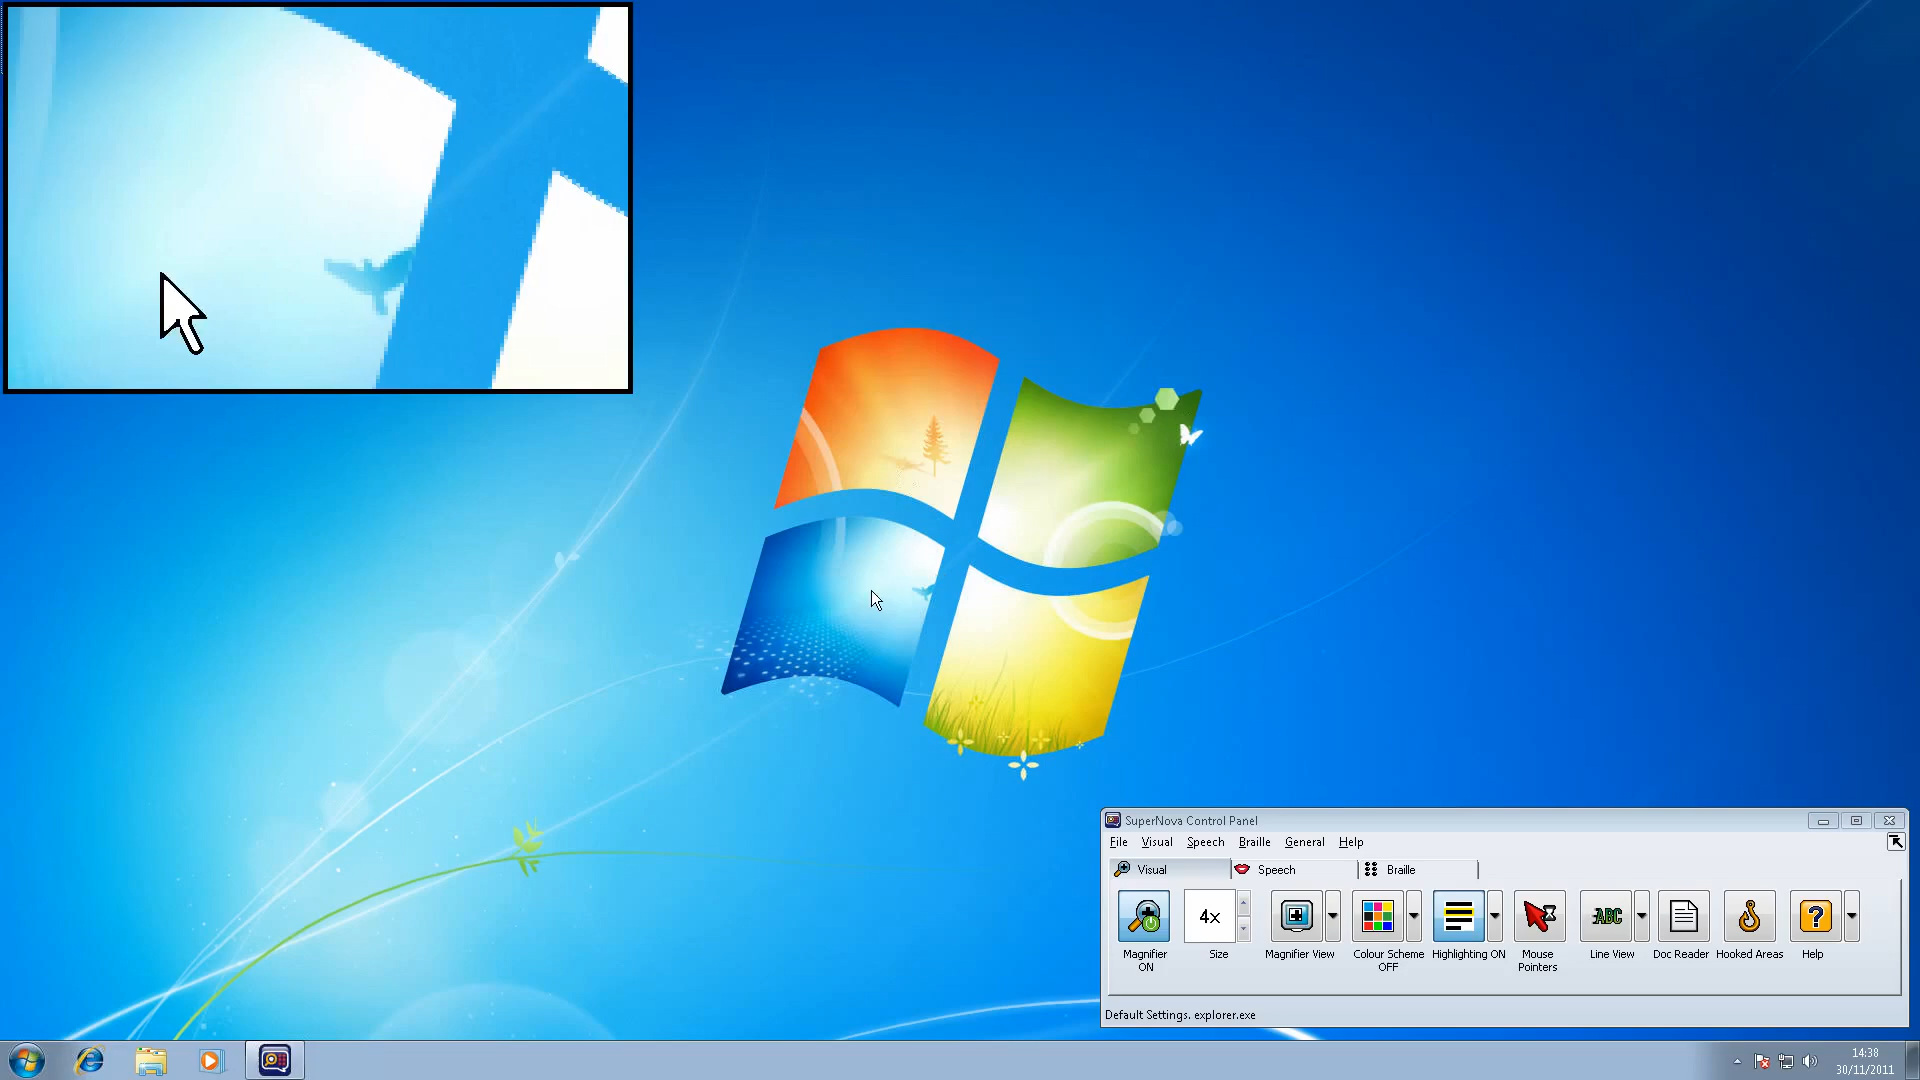 SuperNova Control Panel
File Visual Speech Braille General Help
Visual Speech Braille
4x
ABC
Magnifier ON
Size
Magnifier View
Colour Scheme OFF
Highlighting ON
Mouse Pointers
Line View
Doc Reader
Hooked Areas
Help
Default Settings. explorer.exe
14:38
30/11/2011